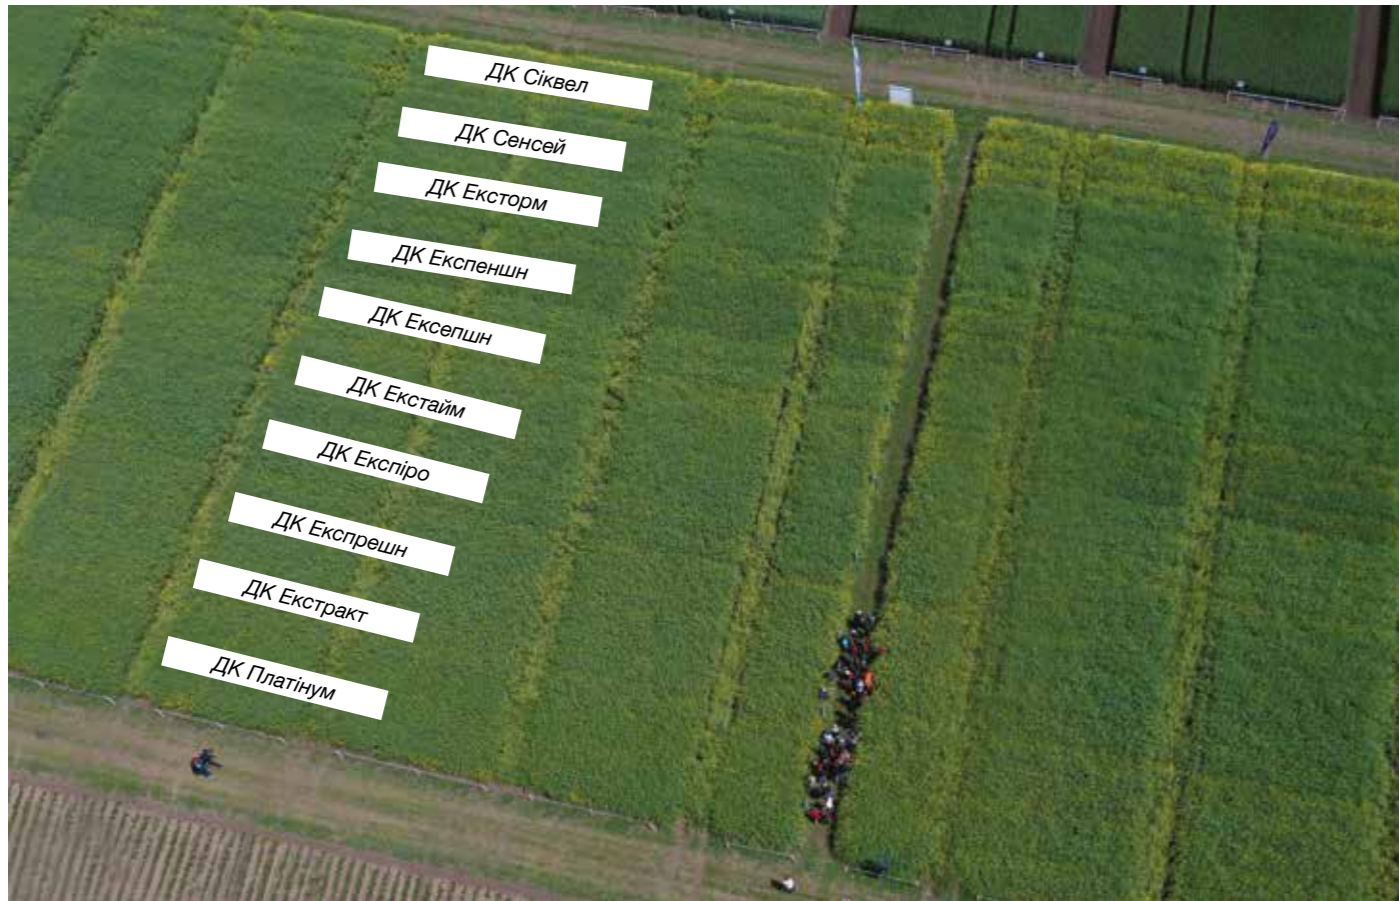 ДК Сіквел
ДК Сенсей
ДК Ексторм
ДК Експеншн
ДК Ексепшн
ДК Екстайм
ДК Експіро
ДК Експрешн
ДК Екстракт
ДК Платінум